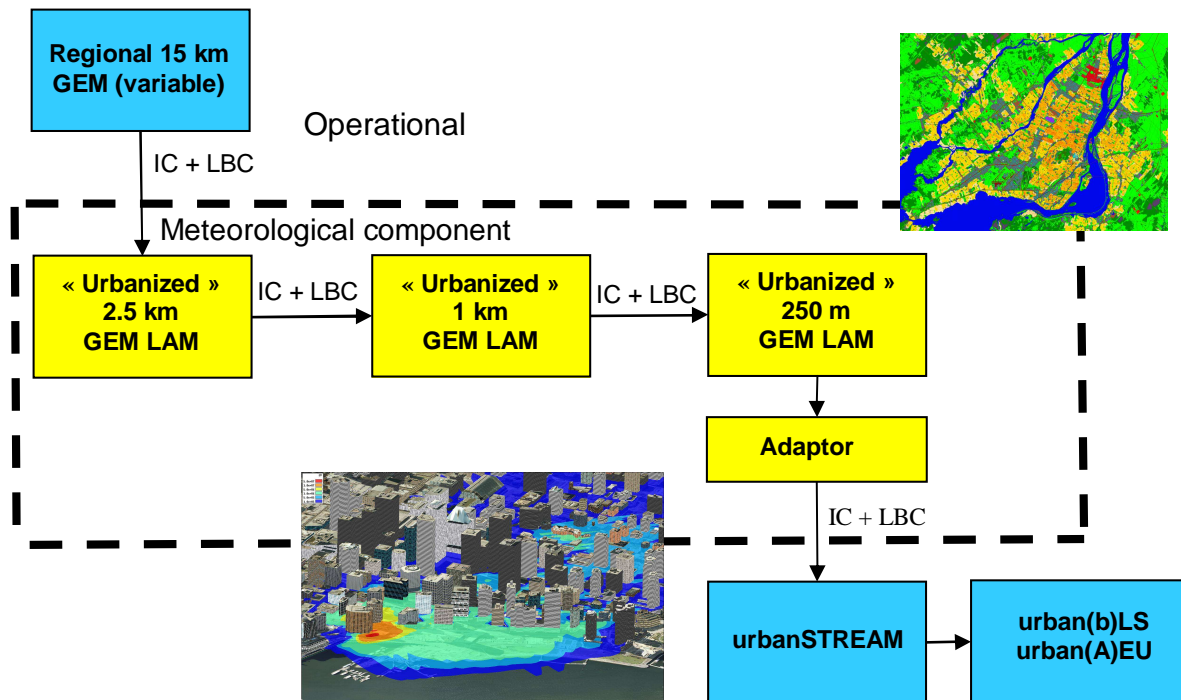 Regional 15 km
GEM (variable)
Operational
IC + LBC
Meteorological component
« Urbanized »
2.5 km
GEM LAM
IC + LBC
« Urbanized »
1 km
GEM LAM
IC + LBC
« Urbanized »
250 m
GEM LAM
Adaptor
IC + LBC
urbanSTREAM
urban(b)LS
urban(A)EU